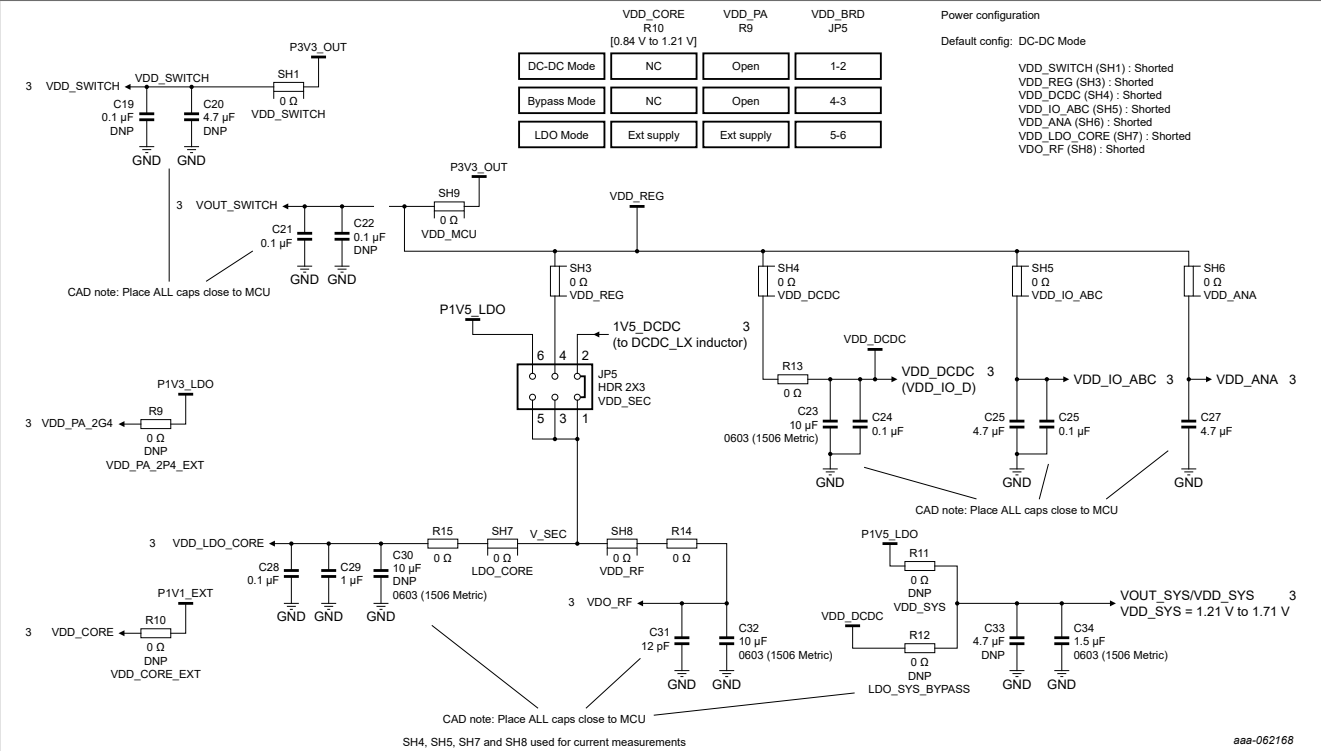 VDD_CORE
R10
[0.84 V to 1.21 V]
VDD_PA
R9
VDD_BRD
JP5
DC-DC Mode
NC
Open
1-2
Bypass Mode
NC
Open
4-3
LDO Mode
Ext supply
Ext supply
5-6
Power configuration
Default config: DC-DC Mode
VDD_SWITCH (SH1) : Shorted
VDD_REG (SH3) : Shorted
VDD_DCDC (SH4) : Shorted
VDD_IO_ABC (SH5) : Shorted
VDD_ANA (SH6) : Shorted
VDD_LDO_CORE (SH7) : Shorted
VDO_RF (SH8) : Shorted
P3V3_OUT
3 VDD_SWITCH
VDD_SWITCH
SH1
0 Ω
VDD_SWITCH
C19
0.1 µF
DNP
C20
4.7 µF
DNP
GND
GND
P3V3_OUT
3 VOUT_SWITCH
SH9
0 Ω
VDD_MCU
C21
0.1 µF
C22
0.1 µF
DNP
GND
GND
CAD note: Place ALL caps close to MCU
VDD_REG
SH3
0 Ω
VDD_REG
SH4
0 Ω
VDD_DCDC
SH5
0 Ω
VDD_IO_ABC
SH6
0 Ω
VDD_ANA
P1V5_LDO
1V5_DCDC 3
(to DCDC_LX inductor)
6 4 2
JP5
HDR 2X3
VDD_SEC
5 3 1
VDD_DCDC
R13
0 Ω
VDD_DCDC 3
(VDD_IO_D)
C23
10 µF
0603 (1506 Metric)
C24
0.1 µF
GND
VDD_IO_ABC 3
C25
4.7 µF
C25
0.1 µF
GND
VDD_ANA 3
C27
4.7 µF
GND
CAD note: Place ALL caps close to MCU
P1V3_LDO
3 VDD_PA_2G4
R9
0 Ω
DNP
VDD_PA_2P4_EXT
P1V1_EXT
3 VDD_CORE
R10
0 Ω
DNP
VDD_CORE_EXT
3 VDD_LDO_CORE
R15
0 Ω
SH7
0 Ω
LDO_CORE
V_SEC
SH8
0 Ω
VDD_RF
R14
0 Ω
C28
0.1 µF
C29
1 µF
C30
10 µF
DNP
0603 (1506 Metric)
GND
GND
GND
3 VDO_RF
C31
12 pF
C32
10 µF
0603 (1506 Metric)
GND
GND
P1V5_LDO
R11
0 Ω
DNP
VDD_SYS
VDD_DCDC
R12
0 Ω
DNP
LDO_SYS_BYPASS
VOUT_SYS/VDD_SYS 3
VDD_SYS = 1.21 V to 1.71 V
C33
4.7 µF
DNP
C34
1.5 µF
0603 (1506 Metric)
GND
GND
CAD note: Place ALL caps close to MCU
SH4, SH5, SH7 and SH8 used for current measurements
aaa-062168